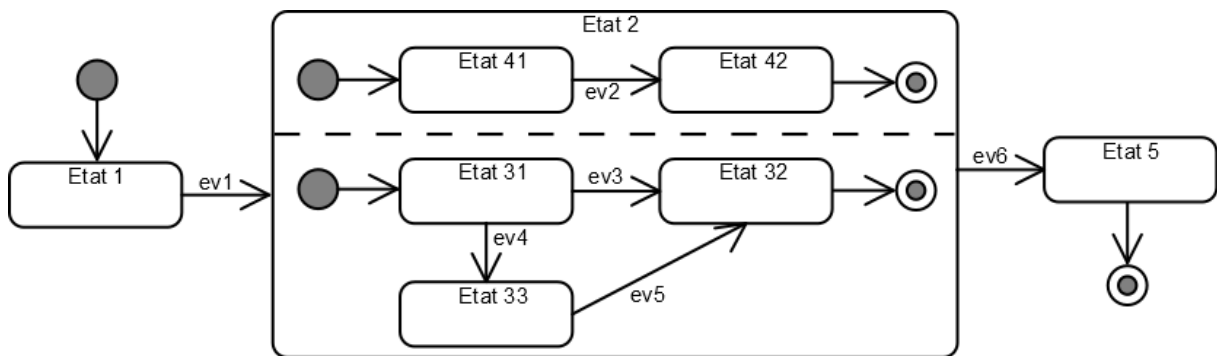 Etat 2
Etat 41
Etat 42
ev2
Etat 1
ev1
Etat 31
ev3
Etat 32
ev4
Etat 33
ev5
ev6
Etat 5